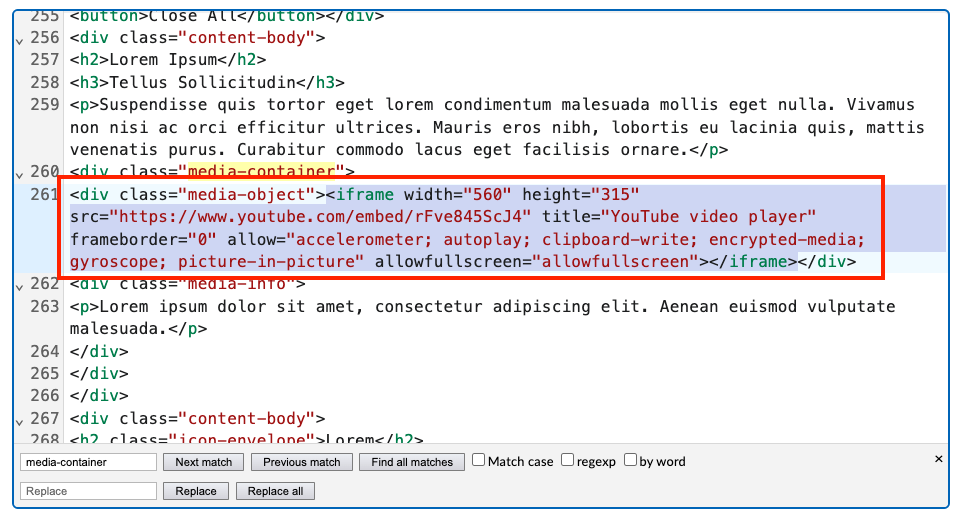 255 <button>Close All</button></div>
256 <div class="content-body">
257 <h2>Lorem Ipsum</h2>
258 <h3>Tellus Sollicitudin</h3>
259 <p>Suspendisse quis tortor eget lorem condimentum malesuada mollis eget nulla. Vivamus
non nisi ac orci efficitur ultrices. Mauris eros nibh, lobortis eu lacinia quis, mattis
venenatis purus. Curabitur commodo lacus eget facilisis ornare.</p>
260 <div class="media-container">
261 <div class="media-object"><iframe width="560" height="315"
src="https://www.youtube.com/embed/rFve845ScJ4" title="YouTube video player"
frameborder="0" allow="accelerometer; autoplay; clipboard-write; encrypted-media;
gyroscope; picture-in-picture" allowfullscreen="allowfullscreen"></iframe></div>
262 <div class="media-info">
263 <p>Lorem ipsum dolor sit amet, consectetur adipiscing elit. Aenean euismod vulputate
malesuada.</p>
264 </div>
265 </div>
266 </div>
267 <div class="content-body">
268 <h2 class="icon-envelope">Lorem</h2>
media-container Next match Previous match Find all matches Match case regexp by word ×
Replace Replace Replace all